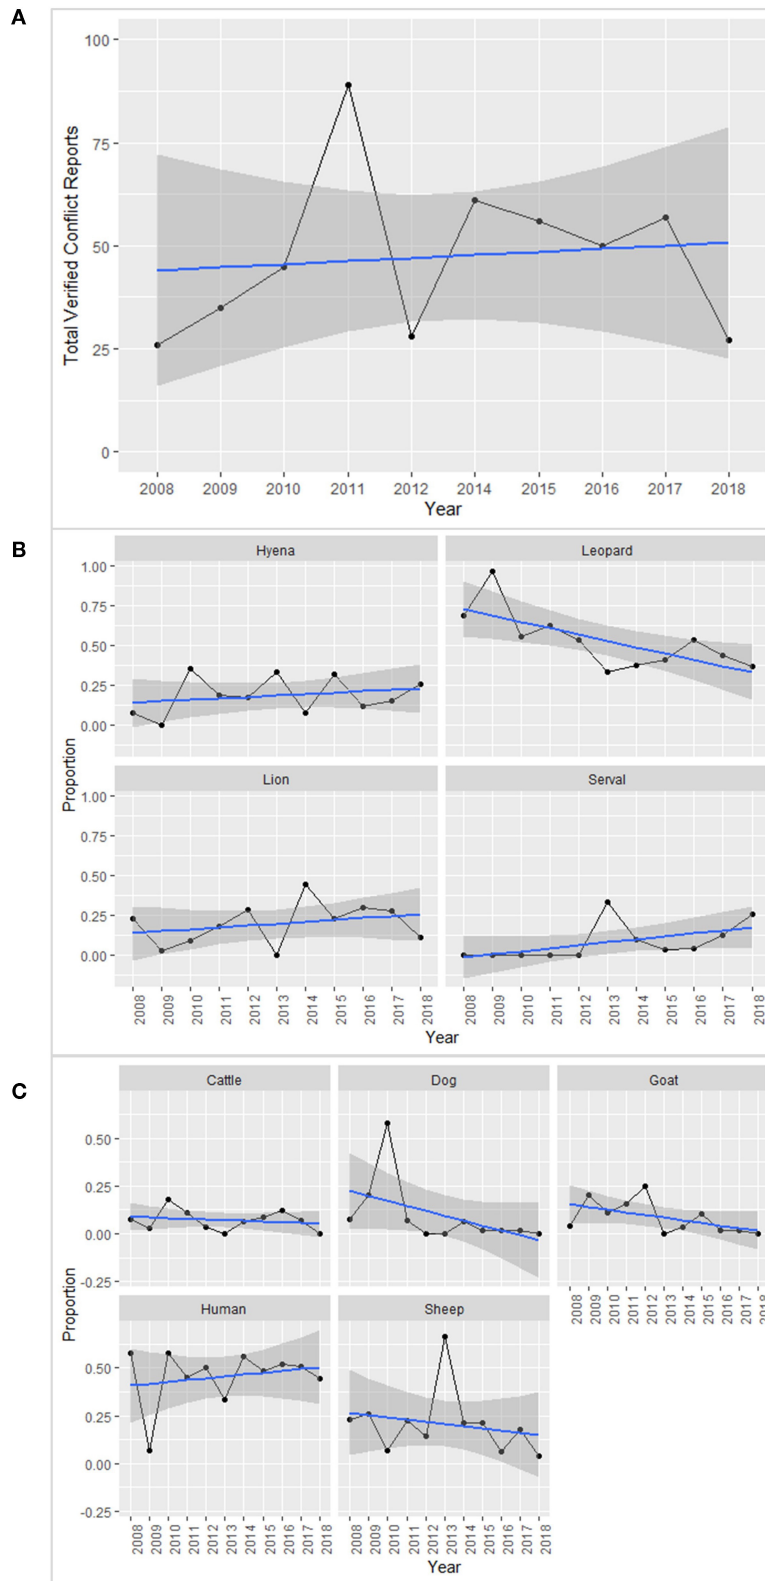 A
Total Verified Conflict Reports
100
75
50
25
0
2008 2009 2010 2011 2012 2014 2015 2016 2017 2018
Year
B
Proportion
Hyena Leopard
1.00
0.75
0.50
0.25
0.00
Lion Serval
1.00
0.75
0.50
0.25
0.00
2008 2009 2010 2011 2012 2013 2014 2015 2016 2017 2018 2008 2009 2010 2011 2012 2013 2014 2015 2016 2017 2018
Year
C
Proportion
Cattle Dog Goat
0.50
0.25
0.00
-0.25
2008 2009 2010 2011 2012 2013 2014 2015 2016 2017 2018
Human Sheep
0.50
0.25
0.00
-0.25
2008 2009 2010 2011 2012 2013 2014 2015 2016 2017 2018 2008 2009 2010 2011 2012 2013 2014 2015 2016 2017 2018
Year